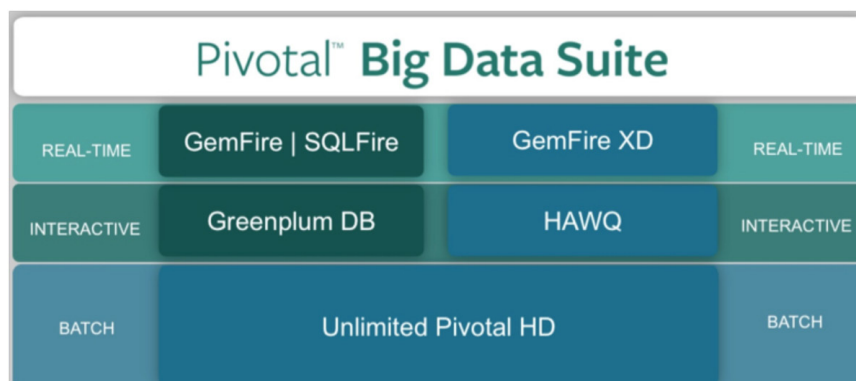 Pivotal™ Big Data Suite
REAL-TIME GemFire | SQLFire GemFire XD REAL-TIME
INTERACTIVE Greenplum DB HAWQ INTERACTIVE
BATCH Unlimited Pivotal HD BATCH